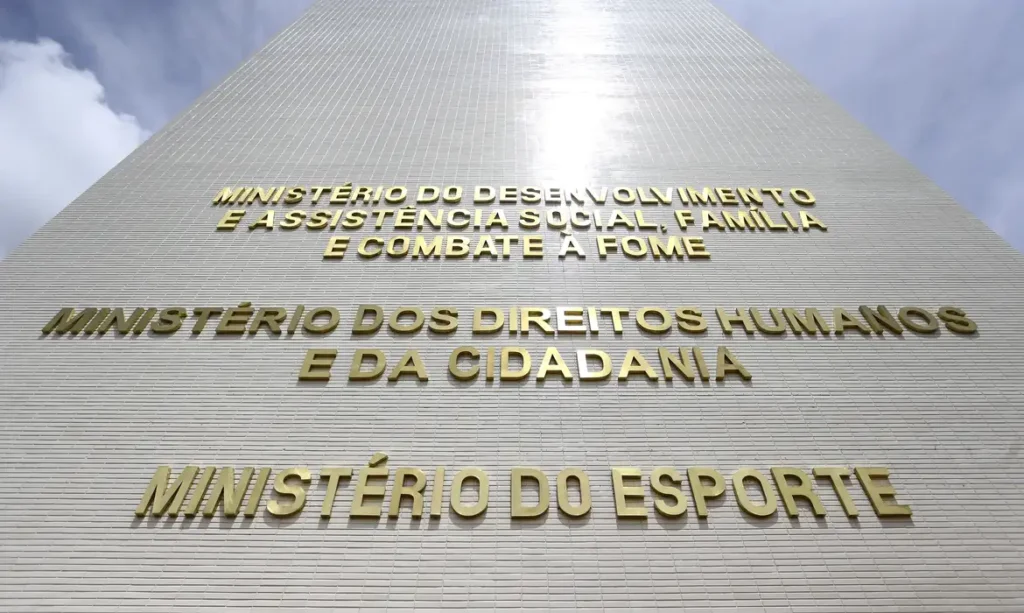 MINISTÉRIO DO DESENVOLVIMENTO
E ASSISTÊNCIA SOCIAL, FAMÍLIA
E COMBATE À FOME
MINISTÉRIO DOS DIREITOS HUMANOS
E DA CIDADANIA
MINISTÉRIO DO ESPORTE